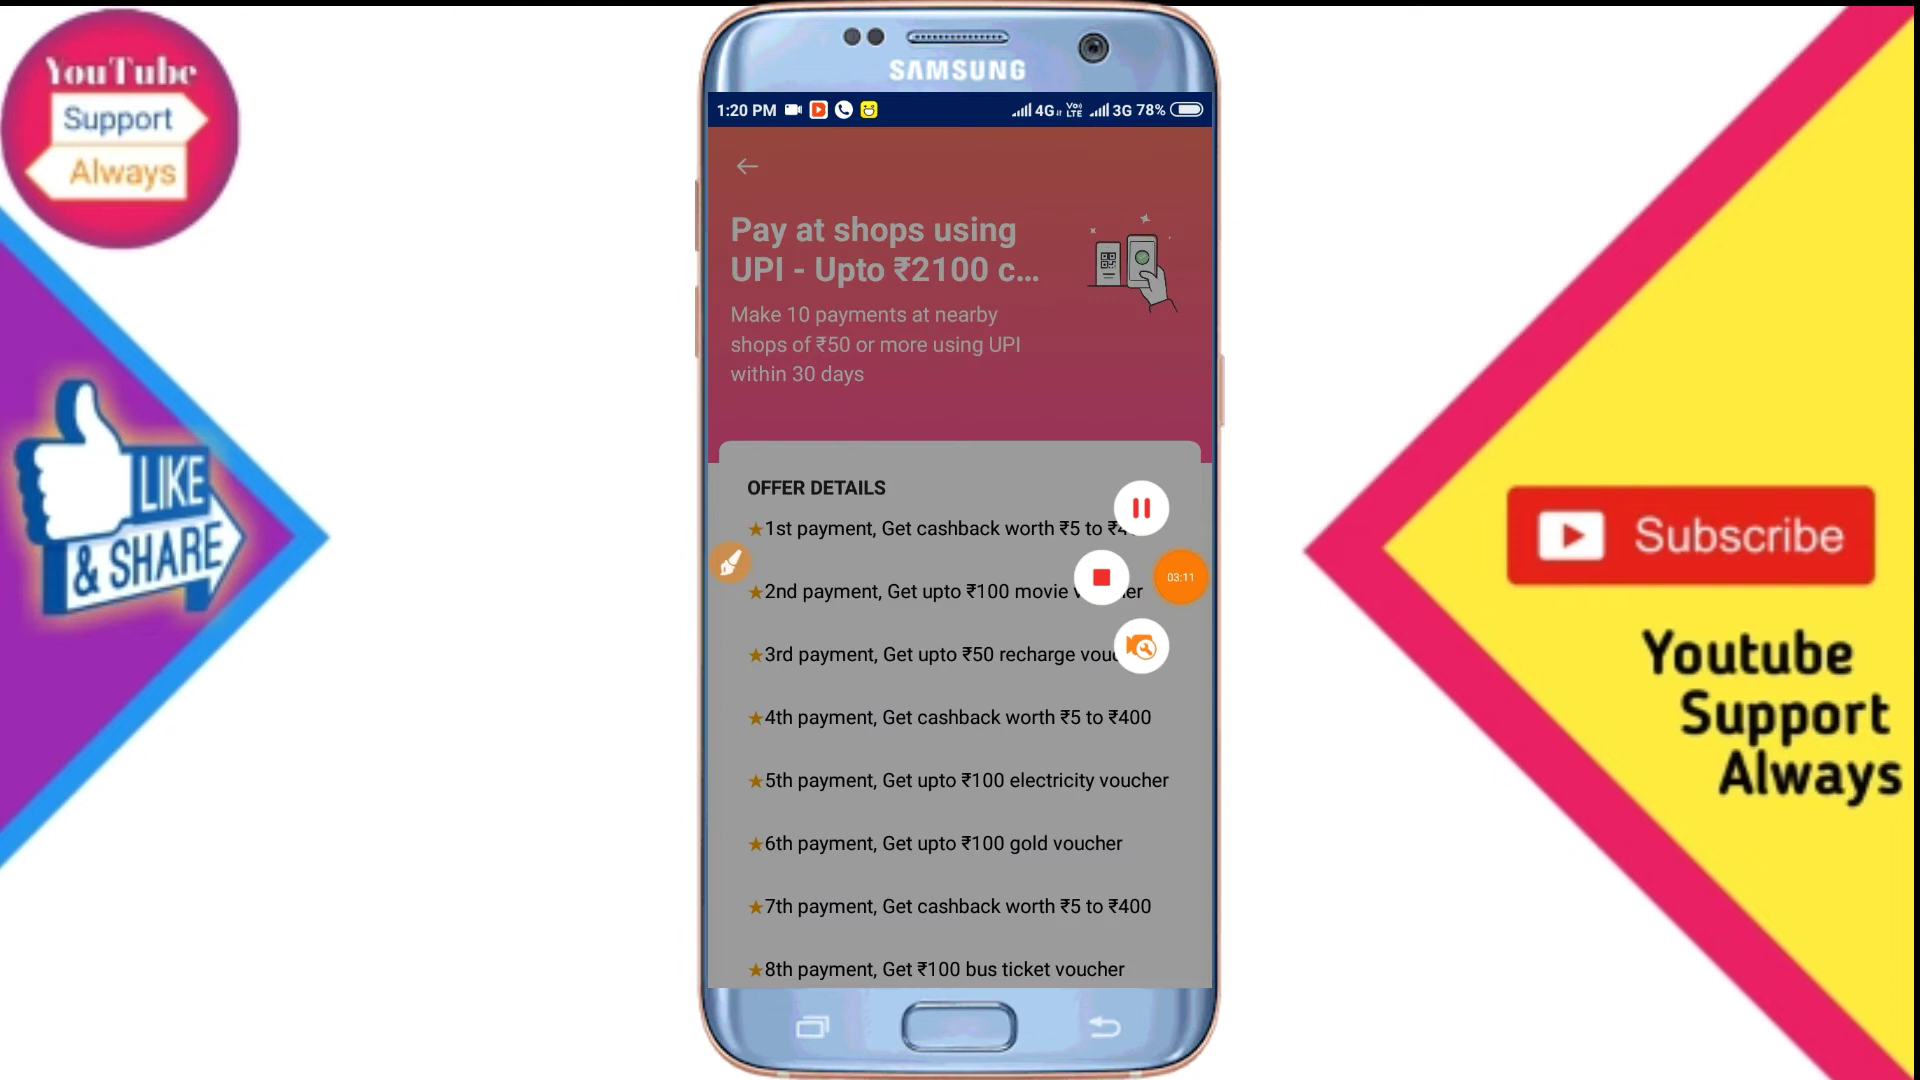 YouTube
Support
Always
SAMSUNG
1:20 PM 4G VoLTE 3G 78%
Pay at shops using
UPI - Upto ₹2100 c...
Make 10 payments at nearby
shops of ₹50 or more using UPI
within 30 days
OFFER DETAILS
★1st payment, Get cashback worth ₹5 to
★2nd payment, Get upto ₹100 movie
★3rd payment, Get upto ₹50 recharge
★4th payment, Get cashback worth ₹5 to ₹400
★5th payment, Get upto ₹100 electricity voucher
★6th payment, Get upto ₹100 gold voucher
★7th payment, Get cashback worth ₹5 to ₹400
★8th payment, Get ₹100 bus ticket voucher
03:11
LIKE
& SHARE
Subscribe
Youtube
Support
Always